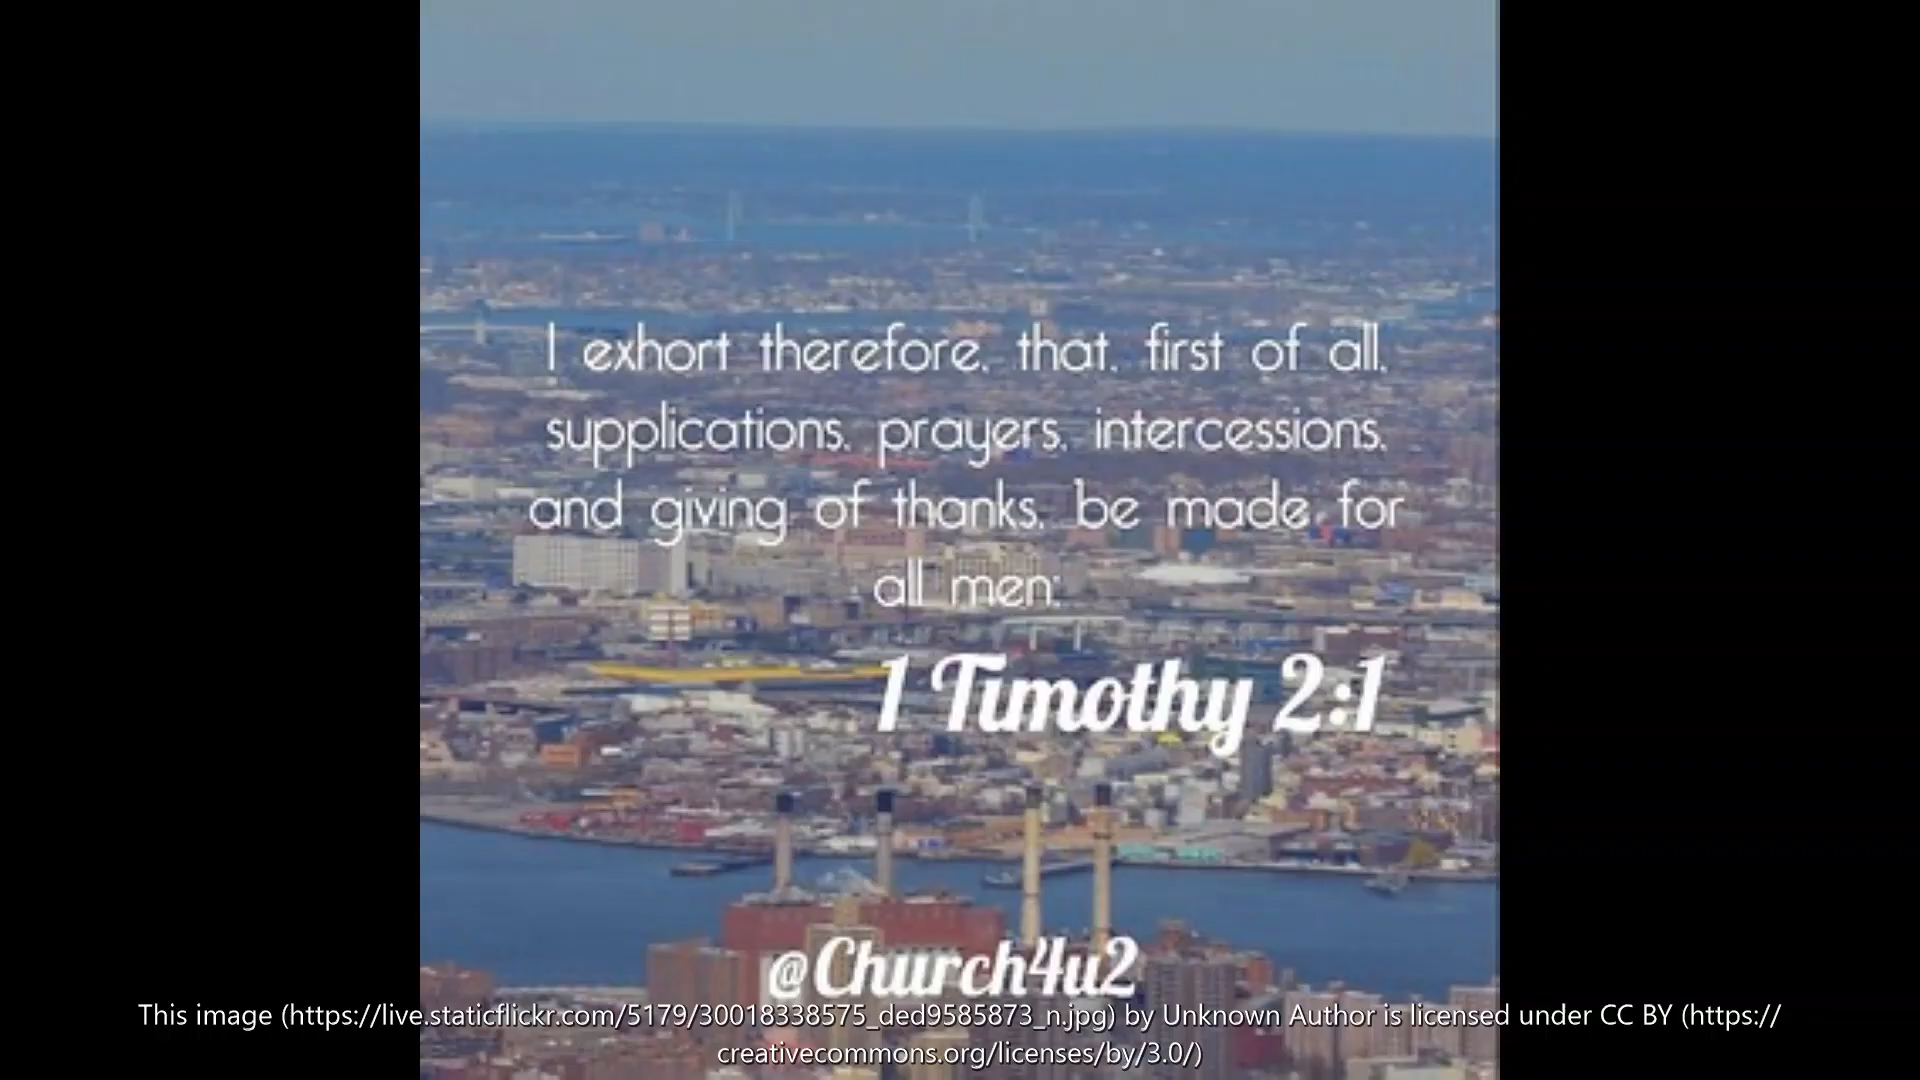 I exhort therefore, that, first of all,
supplications, prayers, intercessions,
and giving of thanks, be made for
all men;
1 Timothy 2:1
@Church4u2
This image (https://live.staticflickr.com/5179/30018338575_ded9585873_n.jpg) by Unknown Author is licensed under CC BY (https://
creativecommons.org/licenses/by/3.0/)